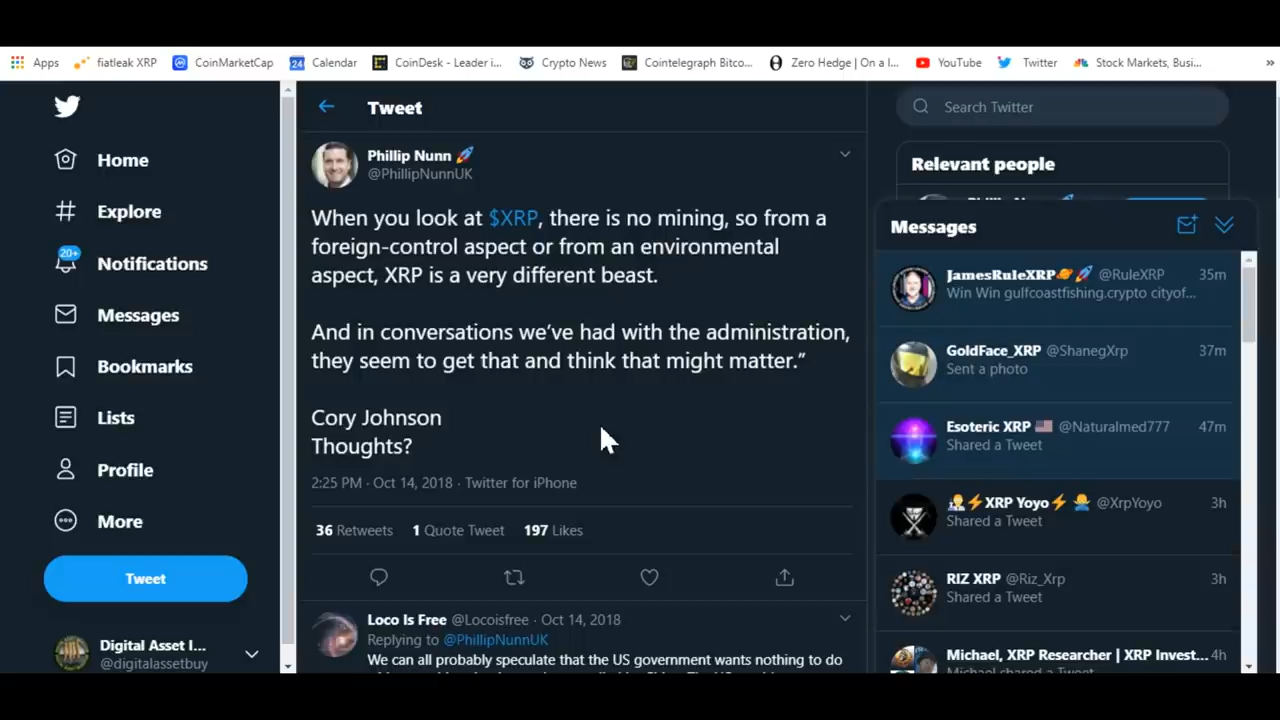 Apps fiatleak XRP CoinMarketCap Calendar CoinDesk - Leader i... Crypto News Cointelegraph Bitco... Zero Hedge | On a l... YouTube Twitter Stock Markets, Busi... »
Home
Explore
20+
Notifications
Messages
Bookmarks
Lists
Profile
More
Tweet
Digital Asset I...
@digitalassetbuy
Tweet
Phillip Nunn 🚀
@PhillipNunnUK
When you look at $XRP, there is no mining, so from a
foreign-control aspect or from an environmental
aspect, XRP is a very different beast.
And in conversations we’ve had with the administration,
they seem to get that and think that might matter.”
Cory Johnson
Thoughts?
2:25 PM · Oct 14, 2018 · Twitter for iPhone
36 Retweets 1 Quote Tweet 197 Likes
Loco Is Free @Locoisfree · Oct 14, 2018
Replying to @PhillipNunnUK
We can all probably speculate that the US government wants nothing to do
Search Twitter
Relevant people
Messages
JamesRuleXRP🪐🚀 @RuleXRP 35m
Win Win gulfcoastfishing.crypto cityof...
GoldFace_XRP @ShanegXrp 37m
Sent a photo
Esoteric XRP 🇺🇸 @Naturalmed777 47m
Shared a Tweet
⚡XRP Yoyo⚡ @XrpYoyo 3h
Shared a Tweet
RIZ XRP @Riz_Xrp 3h
Shared a Tweet
Michael, XRP Researcher | XRP Invest... 4h
Michael shared a Tweet